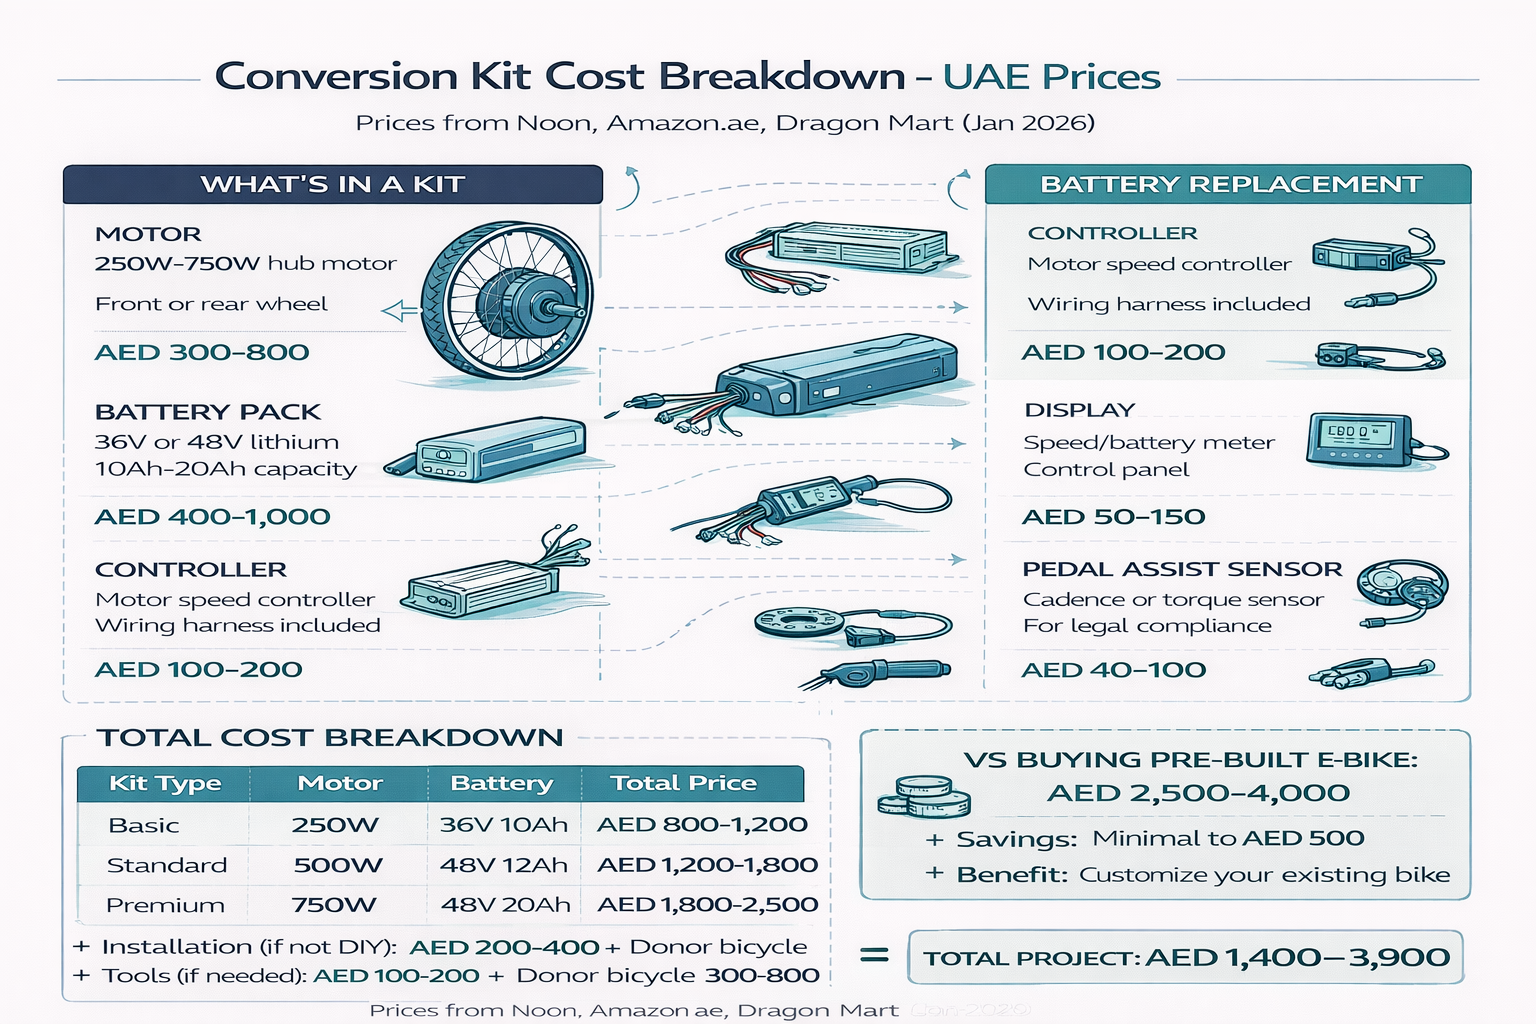 Conversion Kit Cost Breakdown – UAE Prices
Prices from Noon, Amazon.ae, Dragon Mart (Jan 2026)
WHAT'S IN A KIT
MOTOR
250W–750W hub motor
Front or rear wheel
AED 300–800
BATTERY PACK
36V or 48V lithium
10Ah–20Ah capacity
AED 400–1,000
CONTROLLER
Motor speed controller
Wiring harness included
AED 100–200
BATTERY REPLACEMENT
CONTROLLER
Motor speed controller
Wiring harness included
AED 100–200
DISPLAY
Speed/battery meter
Control panel
AED 50–150
PEDAL ASSIST SENSOR
Cadence or torque sensor
For legal compliance
AED 40–100
TOTAL COST BREAKDOWN
Kit Type Motor Battery Total Price
Basic 250W 36V 10Ah AED 800-1,200
Standard 500W 48V 12Ah AED 1,200-1,800
Premium 750W 48V 20Ah AED 1,800-2,500
+ Installation (if not DIY): AED 200-400 + Donor bicycle
+ Tools (if needed): AED 100-200 + Donor bicycle 300-800
VS BUYING PRE-BUILT E-BIKE:
AED 2,500–4,000
+ Savings: Minimal to AED 500
+ Benefit: Customize your existing bike
= TOTAL PROJECT: AED 1,400–3,900
Prices from Noon, Amazon ae, Dragon Mart